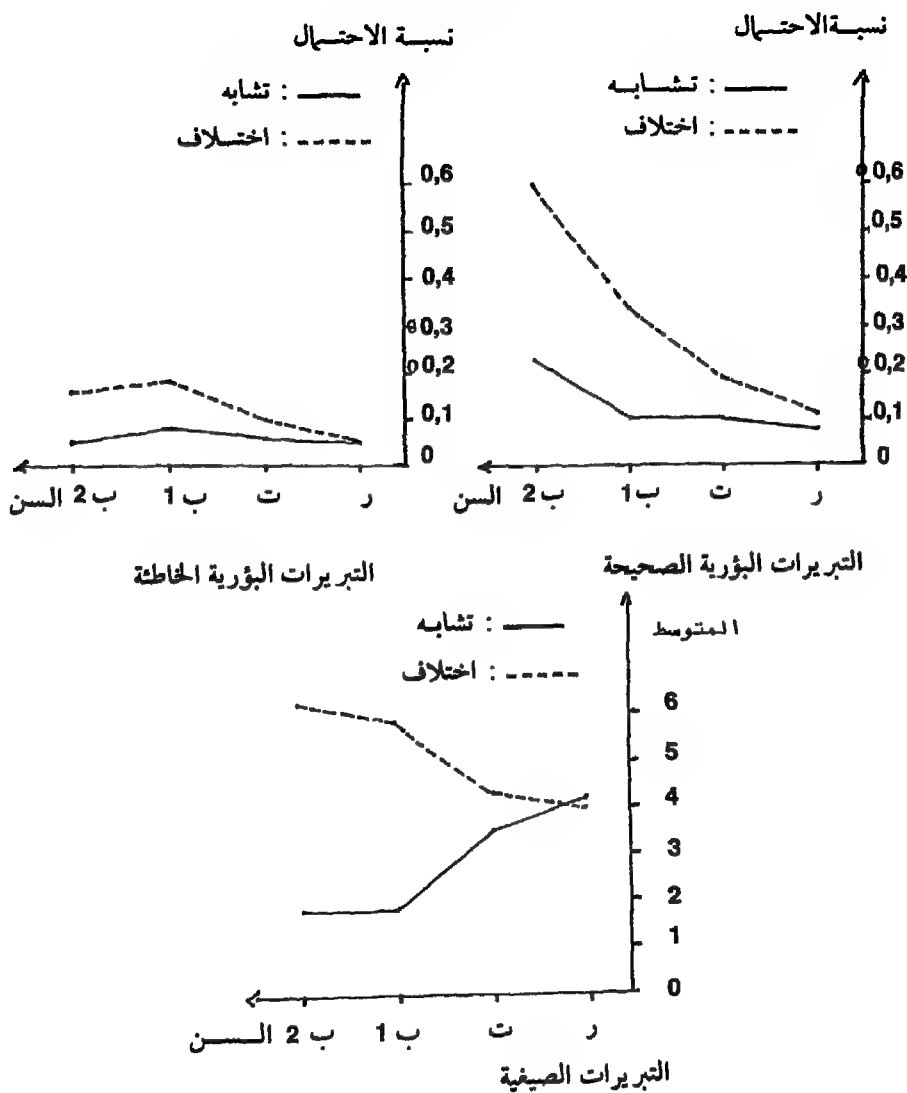 نسبة الاحتمال
تشابه : ——
اختلاف : -----
0,6
0,5
0,4
0,3
0,2
0,1
0
ر ت ب 1 ب 2 السن
التبريرات البؤرية الصحيحة
نسبة الاحتمال
تشابه : ——
اختلاف : -----
0,6
0,5
0,4
0,3
0,2
0,1
0
ر ت ب 1 ب 2 السن
التبريرات البؤرية الخاطئة
المتوسط
تشابه : ——
اختلاف : -----
6
5
4
3
2
1
0
ر ت ب 1 ب 2 السن
التبريرات الصيغية